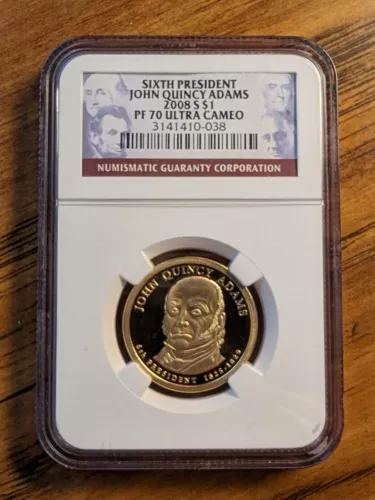 SIXTH PRESIDENT
JOHN QUINCY ADAMS
2008 S $1
PF 70 ULTRA CAMEO
3141410-038
NUMISMATIC GUARANTY CORPORATION
JOHN QUINCY ADAMS
6th PRESIDENT 1825-1829